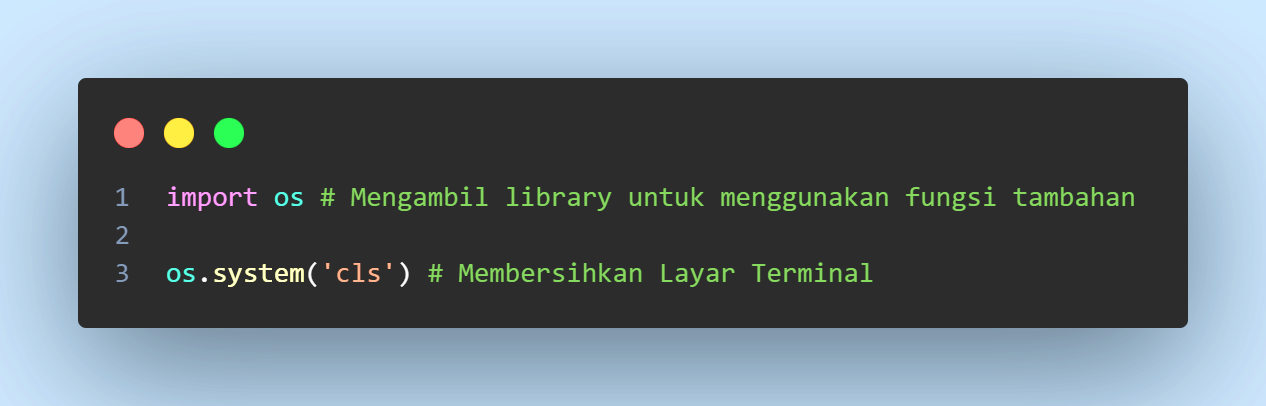 1 import os # Mengambil library untuk menggunakan fungsi tambahan
2
3 os.system('cls') # Membersihkan Layar Terminal